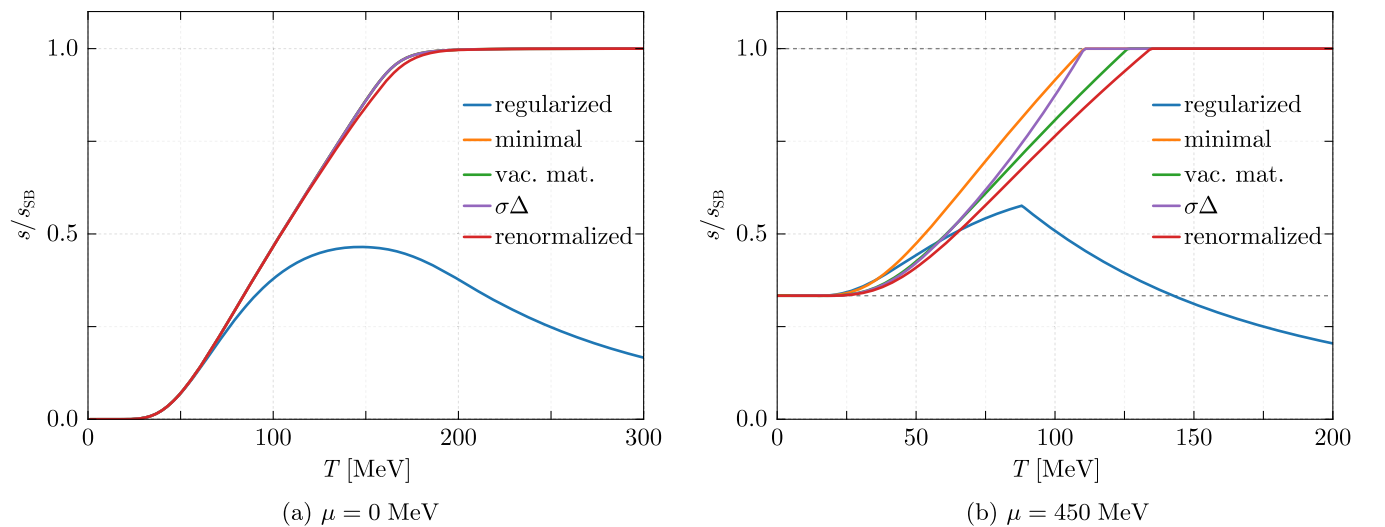 1.0
0.5
0.0
s/s_SB
regularized
minimal
vac. mat.
σΔ
renormalized
0 100 200 300
T [MeV]
(a) μ = 0 MeV
1.0
0.5
0.0
s/s_SB
regularized
minimal
vac. mat.
σΔ
renormalized
0 50 100 150 200
T [MeV]
(b) μ = 450 MeV